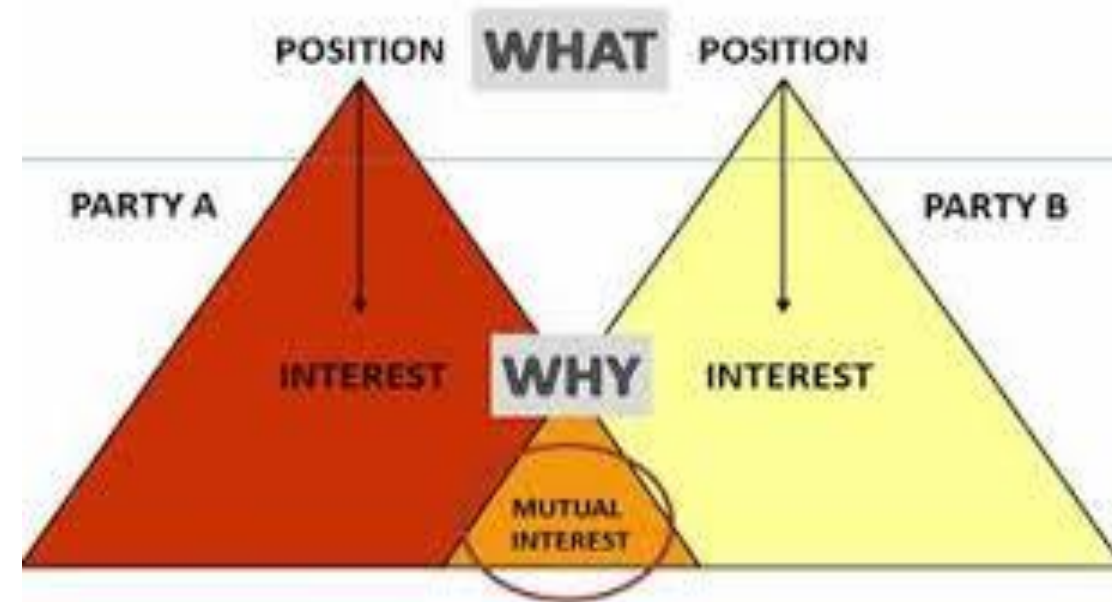 POSITION WHAT POSITION
PARTY A PARTY B
INTEREST WHY INTEREST
MUTUAL
INTEREST